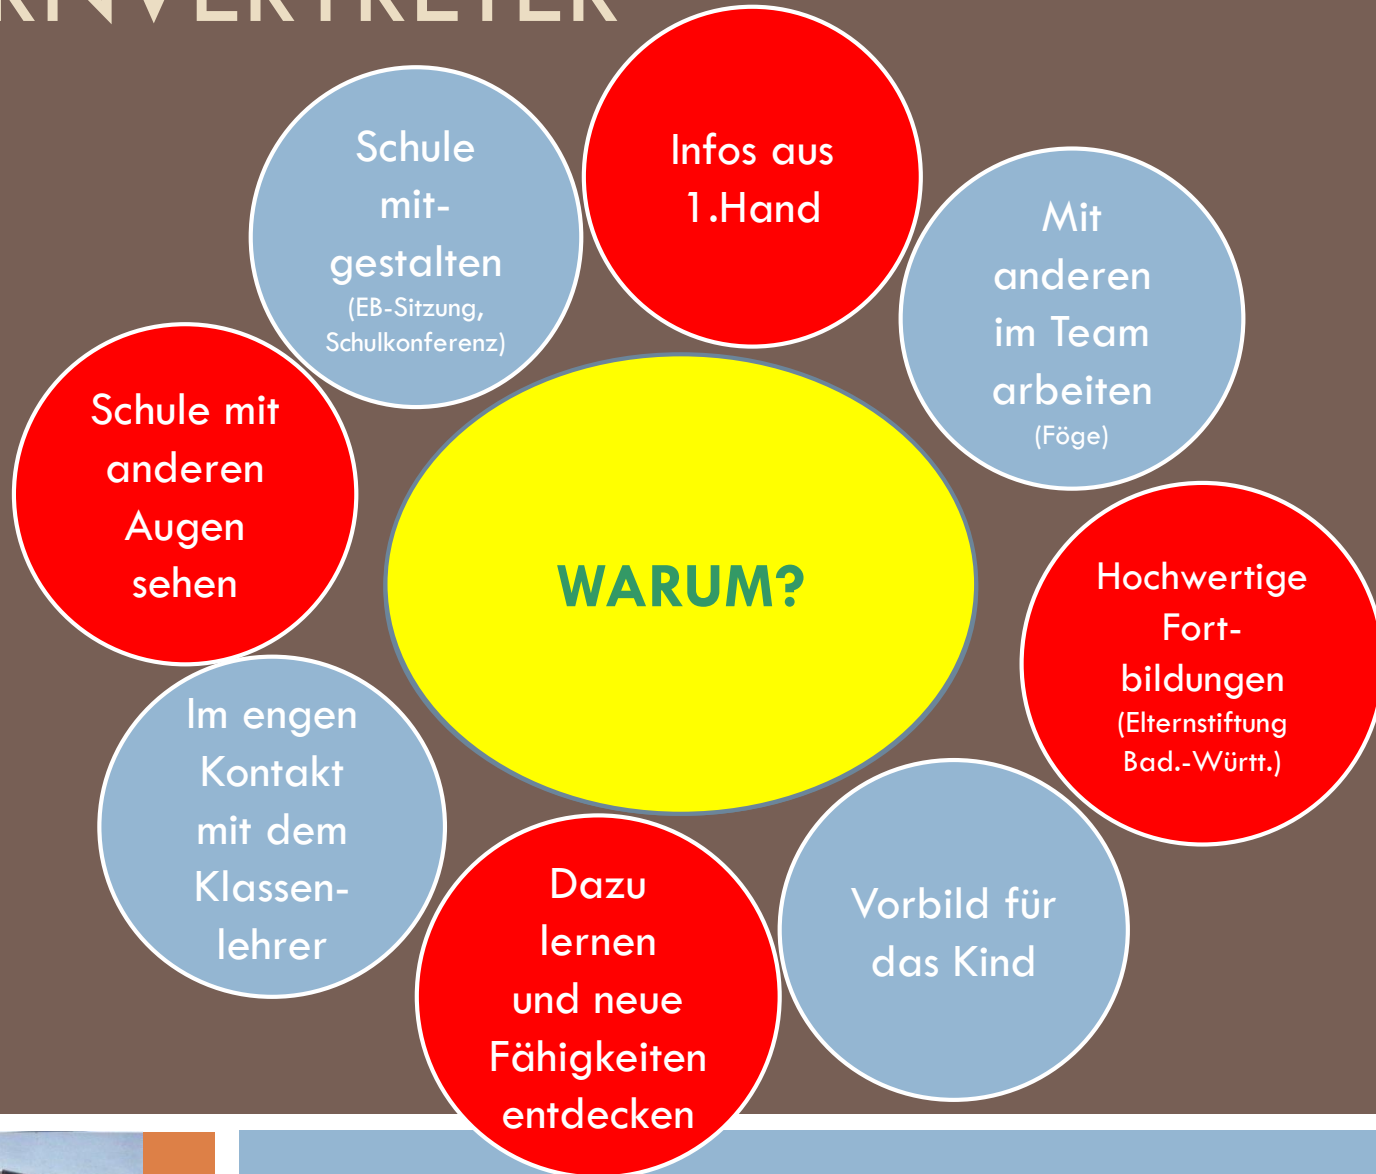 RNVERTRETER
Schule
mit-
gestalten
(EB-Sitzung,
Schulkonferenz)
Infos aus
1.Hand
Mit
anderen
im Team
arbeiten
(Föge)
Schule mit
anderen
Augen
sehen
WARUM?
Hochwertige
Fort-
bildungen
(Elternstiftung
Bad.-Württ.)
Im engen
Kontakt
mit dem
Klassen-
lehrer
Dazu
lernen
und neue
Fähigkeiten
entdecken
Vorbild für
das Kind